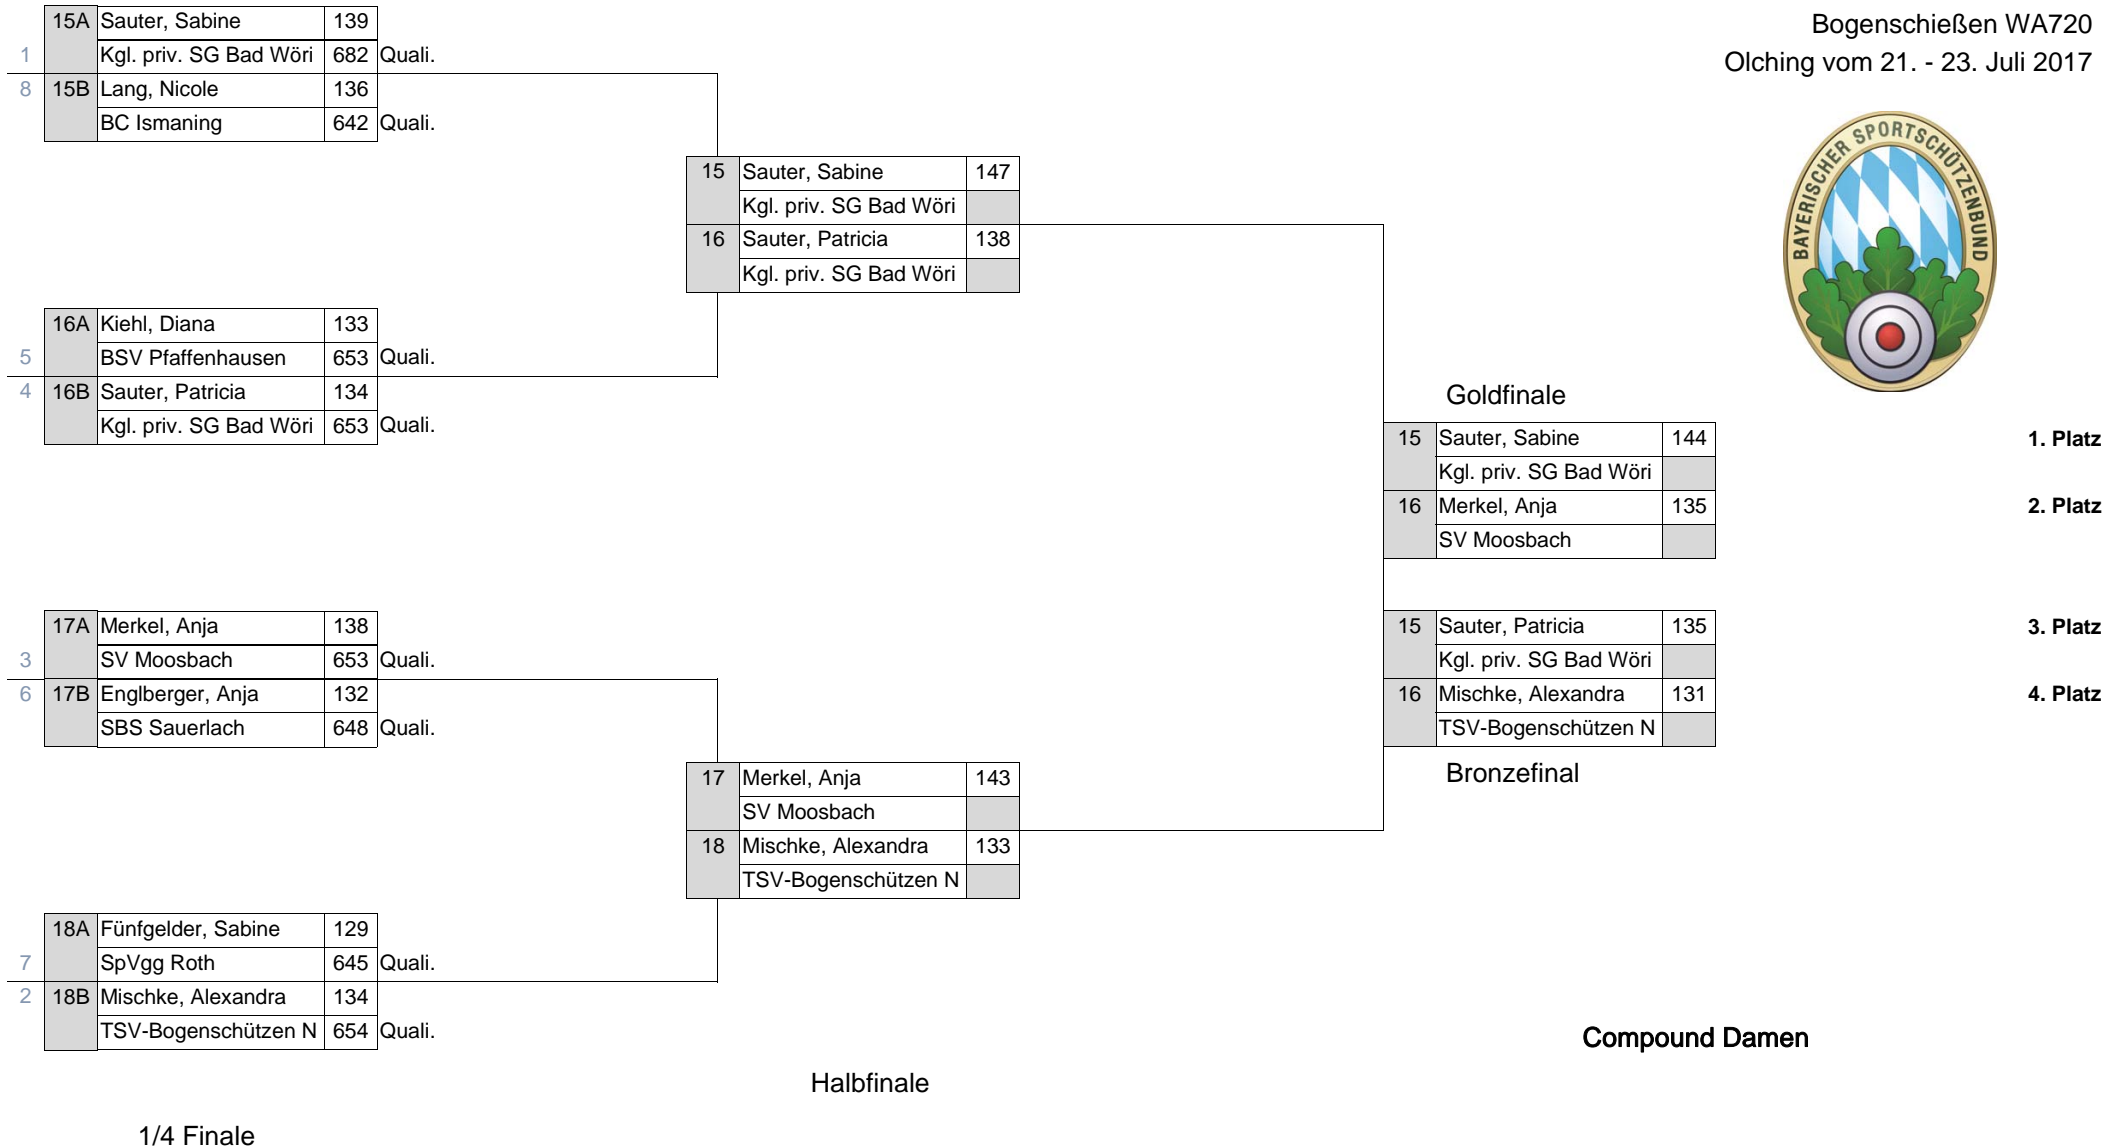 Bogenschießen WA720
Olching vom 21. - 23. Juli 2017
BAYERISCHER SPORTSCHÜTZENBUND
15A Sauter, Sabine 139
1 Kgl. priv. SG Bad Wöri 682 Quali.
8 15B Lang, Nicole 136
BC Ismaning 642 Quali.
15 Sauter, Sabine 147
Kgl. priv. SG Bad Wöri
16 Sauter, Patricia 138
Kgl. priv. SG Bad Wöri
16A Kiehl, Diana 133
5 BSV Pfaffenhausen 653 Quali.
4 16B Sauter, Patricia 134
Kgl. priv. SG Bad Wöri 653 Quali.
Goldfinale
15 Sauter, Sabine 144 1. Platz
Kgl. priv. SG Bad Wöri
16 Merkel, Anja 135 2. Platz
SV Moosbach
17A Merkel, Anja 138
3 SV Moosbach 653 Quali.
6 17B Englberger, Anja 132
SBS Sauerlach 648 Quali.
15 Sauter, Patricia 135 3. Platz
Kgl. priv. SG Bad Wöri
16 Mischke, Alexandra 131 4. Platz
TSV-Bogenschützen N
Bronzefinal
17 Merkel, Anja 143
SV Moosbach
18 Mischke, Alexandra 133
TSV-Bogenschützen N
18A Fünfgelder, Sabine 129
7 SpVgg Roth 645 Quali.
2 18B Mischke, Alexandra 134
TSV-Bogenschützen N 654 Quali.
Compound Damen
Halbfinale
1/4 Finale